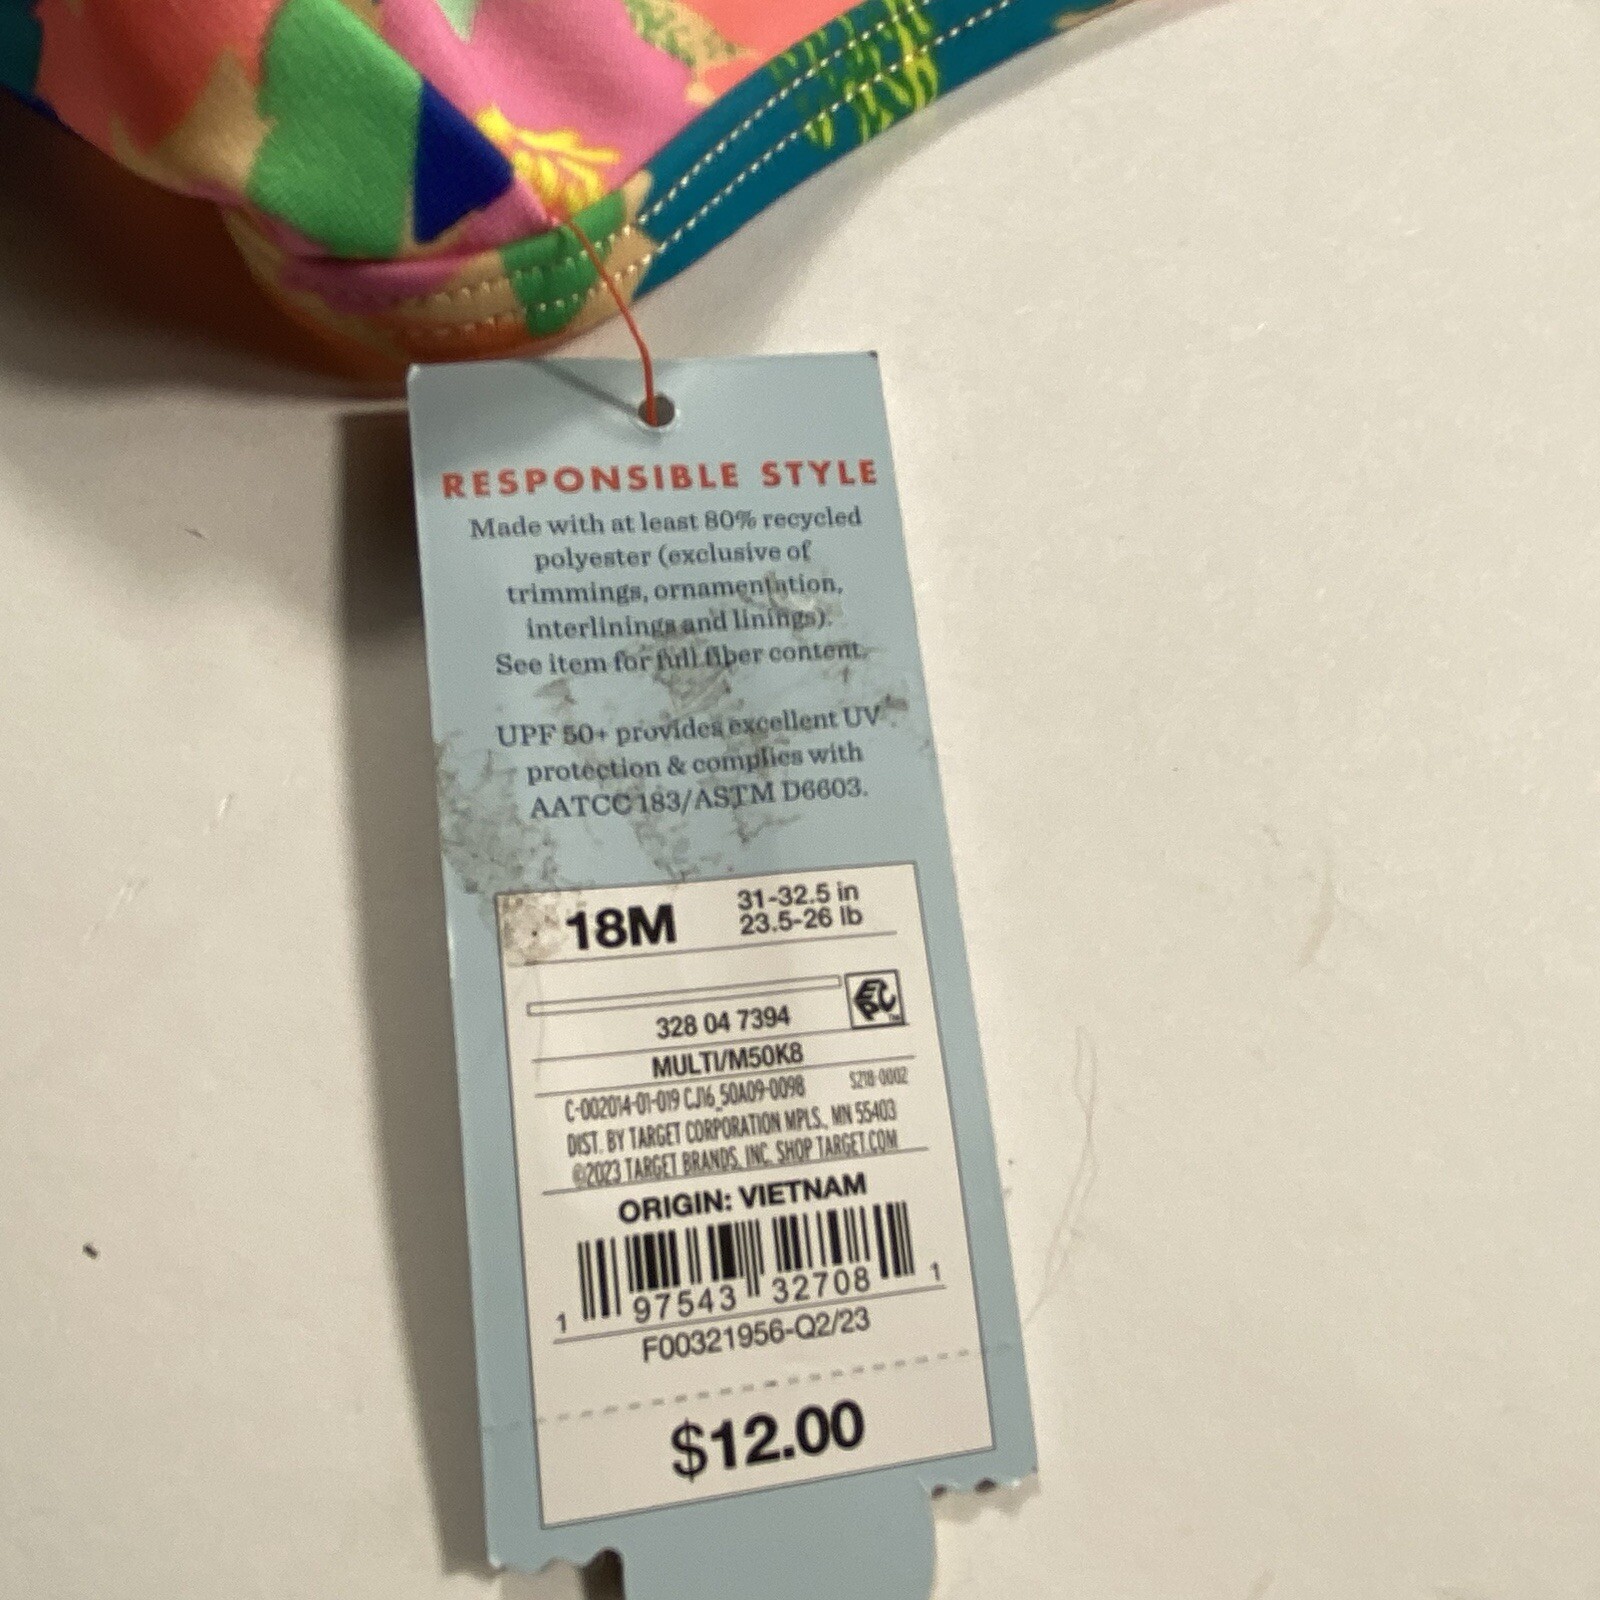 RESPONSIBLE STYLE
Made with at least 80% recycled
polyester (exclusive of
trimmings, ornamentation,
interlinings and linings).
See item for full fiber content.
UPF 50+ provides excellent UV
protection & complies with
AATCC 183/ASTM D6603.
18M
31-32.5 in
23.5-26 lb
EPC
328 04 7394
MULTI/M50K8
C-002014-01-019 CJ16_50A09-0098 S218-0002
DIST. BY TARGET CORPORATION MPLS., MN 55403
©2023 TARGET BRANDS, INC. SHOP TARGET.COM
ORIGIN: VIETNAM
1 97543 32708 1
F00321956-Q2/23
$12.00